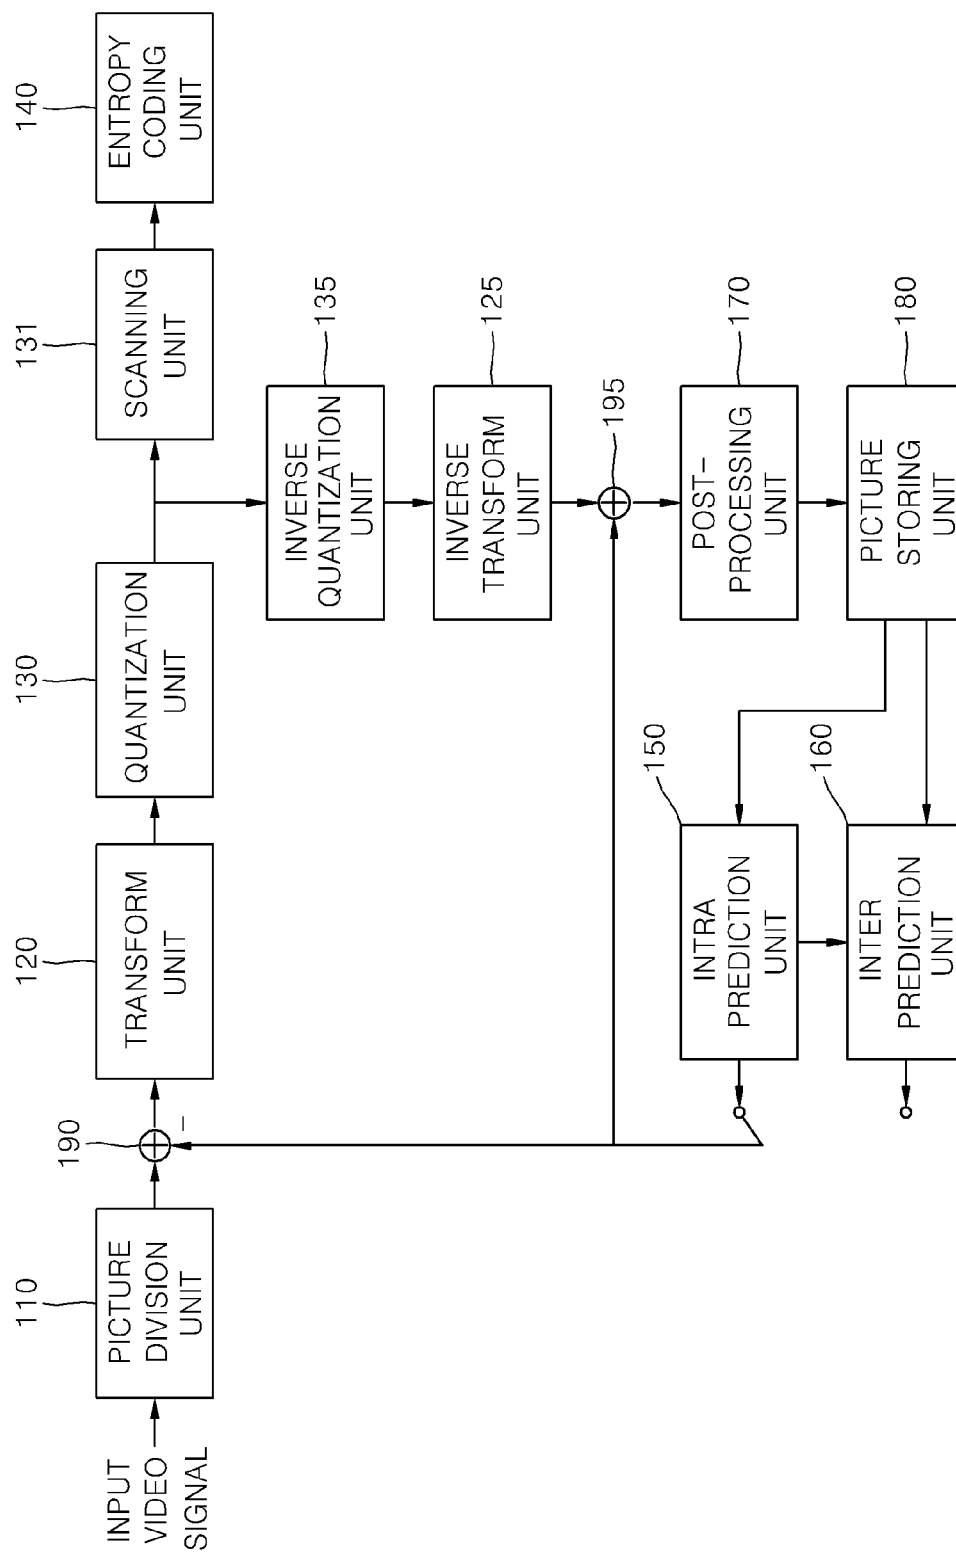 INPUT
VIDEO
SIGNAL
110
PICTURE
DIVISION
UNIT
190
–
120
TRANSFORM
UNIT
130
QUANTIZATION
UNIT
131
SCANNING
UNIT
140
ENTROPY
CODING
UNIT
INVERSE
QUANTIZATION
UNIT
135
INVERSE
TRANSFORM
UNIT
125
195
150
INTRA
PREDICTION
UNIT
POST–
PROCESSING
UNIT
170
160
INTER
PREDICTION
UNIT
PICTURE
STORING
UNIT
180